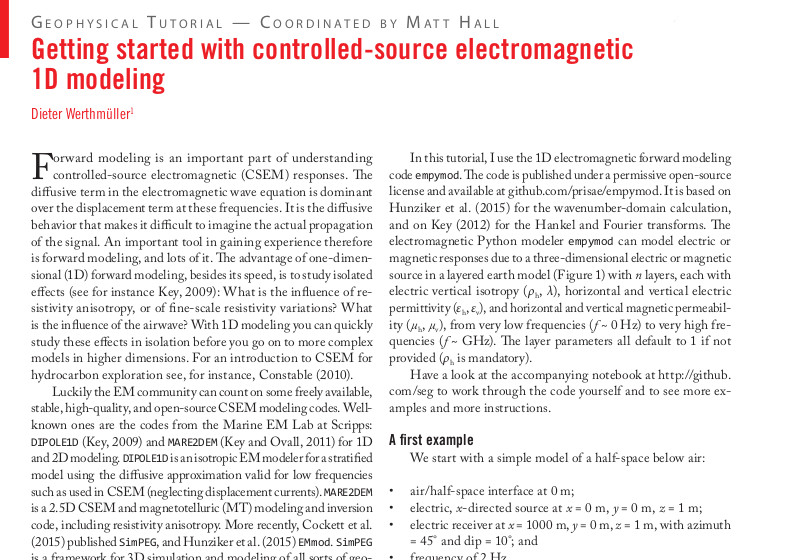 GEOPHYSICAL TUTORIAL — COORDINATED BY MATT HALL
Getting started with controlled-source electromagnetic
1D modeling
Dieter Werthmüller¹
Forward modeling is an important part of understanding
controlled-source electromagnetic (CSEM) responses. The
diffusive term in the electromagnetic wave equation is dominant
over the displacement term at these frequencies. It is the diffusive
behavior that makes it difficult to imagine the actual propagation
of the signal. An important tool in gaining experience therefore
is forward modeling, and lots of it. The advantage of one-dimen-
sional (1D) forward modeling, besides its speed, is to study isolated
effects (see for instance Key, 2009): What is the influence of re-
sistivity anisotropy, or of fine-scale resistivity variations? What
is the influence of the airwave? With 1D modeling you can quickly
study these effects in isolation before you go on to more complex
models in higher dimensions. For an introduction to CSEM for
hydrocarbon exploration see, for instance, Constable (2010).
Luckily the EM community can count on some freely available,
stable, high-quality, and open-source CSEM modeling codes. Well-
known ones are the codes from the Marine EM Lab at Scripps:
DIPOLE1D (Key, 2009) and MARE2DEM (Key and Ovall, 2011) for 1D
and 2D modeling. DIPOLE1D is an isotropic EM modeler for a stratified
model using the diffusive approximation valid for low frequencies
such as used in CSEM (neglecting displacement currents). MARE2DEM
is a 2.5D CSEM and magnetotelluric (MT) modeling and inversion
code, including resistivity anisotropy. More recently, Cockett et al.
(2015) published SimPEG, and Hunziker et al. (2015) EMmod. SimPEG
is a framework for 3D simulation and modeling of all sorts of geo-
In this tutorial, I use the 1D electromagnetic forward modeling
code empymod. The code is published under a permissive open-source
license and available at github.com/prisae/empymod. It is based on
Hunziker et al. (2015) for the wavenumber-domain calculation,
and on Key (2012) for the Hankel and Fourier transforms. The
electromagnetic Python modeler empymod can model electric or
magnetic responses due to a three-dimensional electric or magnetic
source in a layered earth model (Figure 1) with n layers, each with
electric vertical isotropy (ρₕ, λ), horizontal and vertical electric
permittivity (εₕ, εᵥ), and horizontal and vertical magnetic permeabil-
ity (μₕ, μᵥ), from very low frequencies (f ~ 0 Hz) to very high fre-
quencies (f ~ GHz). The layer parameters all default to 1 if not
provided (ρₕ is mandatory).
Have a look at the accompanying notebook at http://github.
com/seg to work through the code yourself and to see more ex-
amples and more instructions.
A first example
We start with a simple model of a half-space below air:
• air/half-space interface at 0 m;
• electric, x-directed source at x = 0 m, y = 0 m, z = 1 m;
• electric receiver at x = 1000 m, y = 0 m, z = 1 m, with azimuth
= 45° and dip = 10°; and
• frequency of 2 Hz